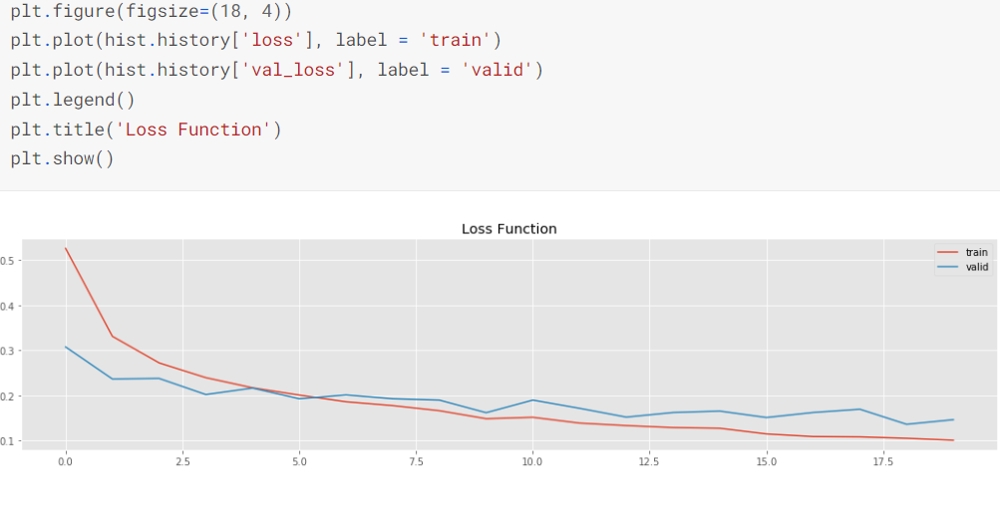 plt.figure(figsize=(18, 4))
plt.plot(hist.history['loss'], label = 'train')
plt.plot(hist.history['val_loss'], label = 'valid')
plt.legend()
plt.title('Loss Function')
plt.show()
Loss Function
train
valid
0.5
0.4
0.3
0.2
0.1
0.0 2.5 5.0 7.5 10.0 12.5 15.0 17.5